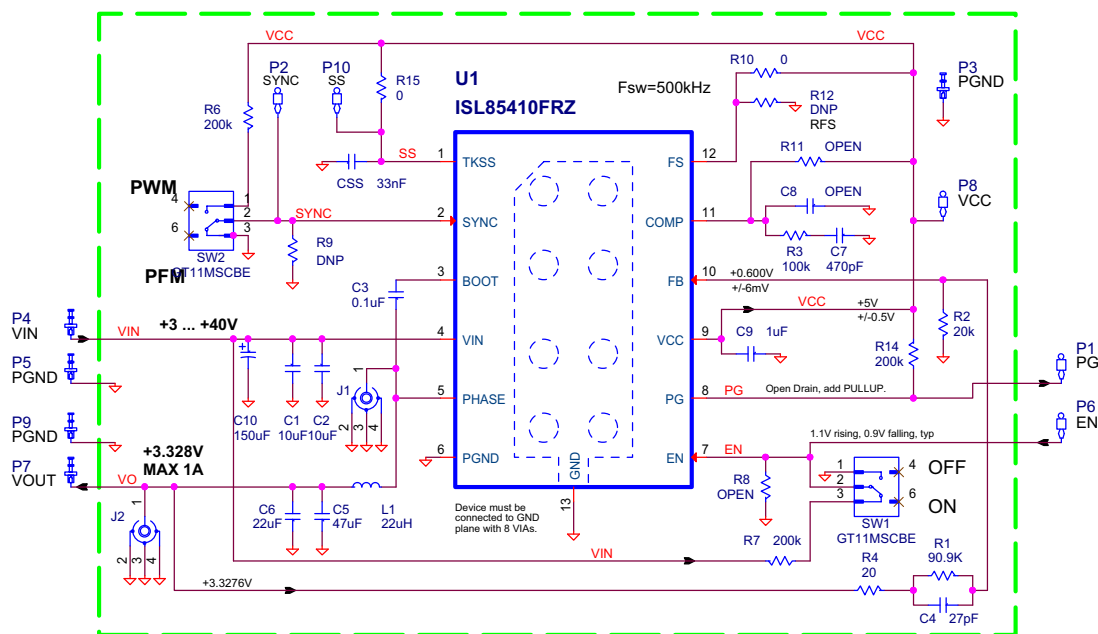 VCC
VCC
P2
SYNC
P10
SS
R15
0
U1
ISL85410FRZ
Fsw=500kHz
R10 0
R12
DNP
RFS
P3
PGND
R6
200k
R11 OPEN
SS
CSS 33nF
1 TKSS
FS 12
C8 OPEN
P8
VCC
PWM
4
1
2
6
3
SW2
GT11MSCBE
PFM
SYNC
2 SYNC
COMP 11
R9
DNP
R3
100k
C7
470pF
3 BOOT
C3
0.1uF
FB 10
+0.600V
+/-6mV
R2
20k
P4
VIN
VIN
+3 ... +40V
4 VIN
VCC 9
VCC
+5V
+/-0.5V
C9 1uF
R14
200k
P5
PGND
+
C10
150uF
C1
10uF
C2
10uF
J1
1
2
3
4
5 PHASE
PG 8
PG
Open Drain, add PULLUP.
P1
PG
P9
PGND
P6
EN
+3.328V
MAX 1A
6 PGND
EN 7
EN
1.1V rising, 0.9V falling, typ
P7
VOUT
VO
GND
13
R8
OPEN
1
2
3
4
6
OFF
ON
SW1
GT11MSCBE
J2
1
2
3
4
C6
22uF
C5
47uF
L1
22uH
Device must be
connected to GND
plane with 8 VIAs.
VIN
R7 200k
R4
20
R1
90.9K
+3.3276V
C4 27pF